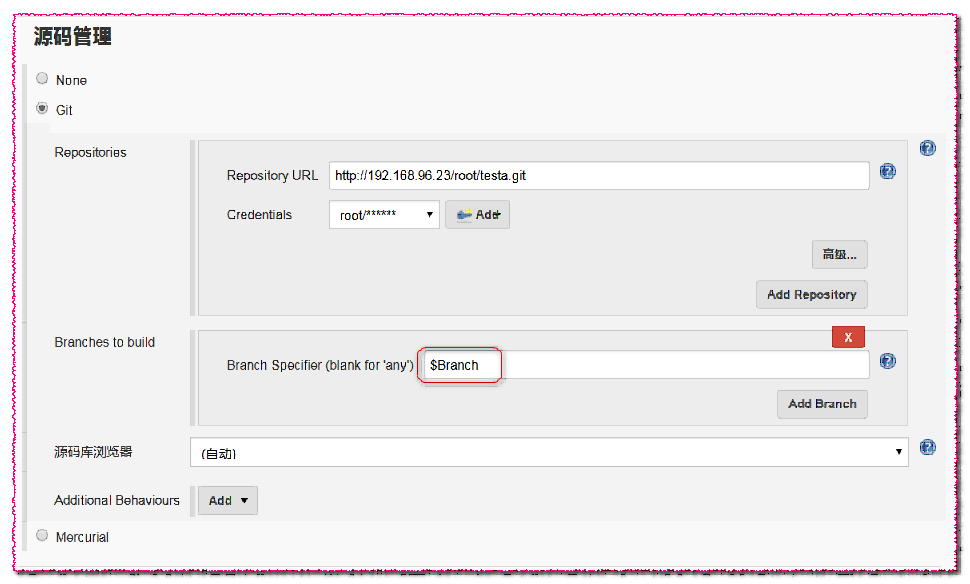 源码管理
None
Git
Repositories
Repository URL http://192.168.96.23/root/testa.git
Credentials root/****** Add
高级...
Add Repository
Branches to build
X
Branch Specifier (blank for 'any') $Branch
Add Branch
源码库浏览器 (自动)
Additional Behaviours Add
Mercurial